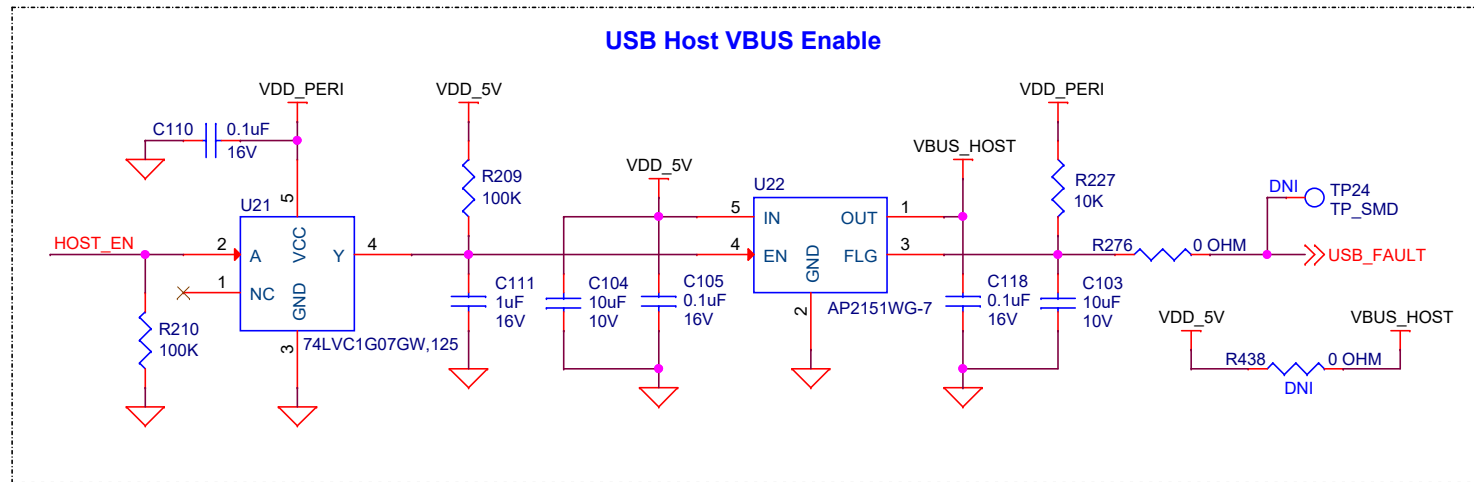 USB Host VBUS Enable
VDD_PERI
VDD_5V
VDD_PERI
C110
0.1uF
16V
VBUS_HOST
VDD_5V
R209
100K
R227
10K
DNI
TP24
TP_SMD
U21
U22
5
HOST_EN
2
A
VCC
Y
4
1
NC
GND
3
74LVC1G07GW,125
R210
100K
5
IN
OUT
1
4
EN
FLG
3
GND
2
AP2151WG-7
R276
0 OHM
USB_FAULT
C111
1uF
16V
C104
10uF
10V
C105
0.1uF
16V
C118
0.1uF
16V
C103
10uF
10V
VDD_5V
VBUS_HOST
R438
0 OHM
DNI